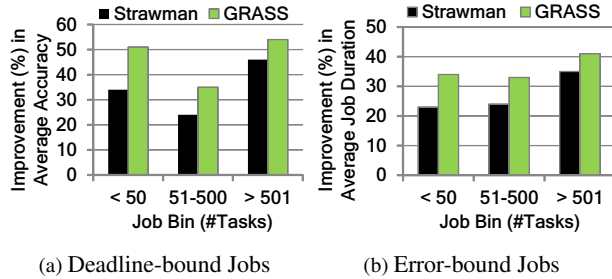 Strawman GRASS
Improvement (%) in
Average Accuracy
60
50
40
30
20
10
0
< 50 51-500 > 501
Job Bin (#Tasks)
(a) Deadline-bound Jobs
Strawman GRASS
Improvement (%) in
Average Job Duration
50
40
30
20
10
0
< 50 51-500 > 501
Job Bin (#Tasks)
(b) Error-bound Jobs